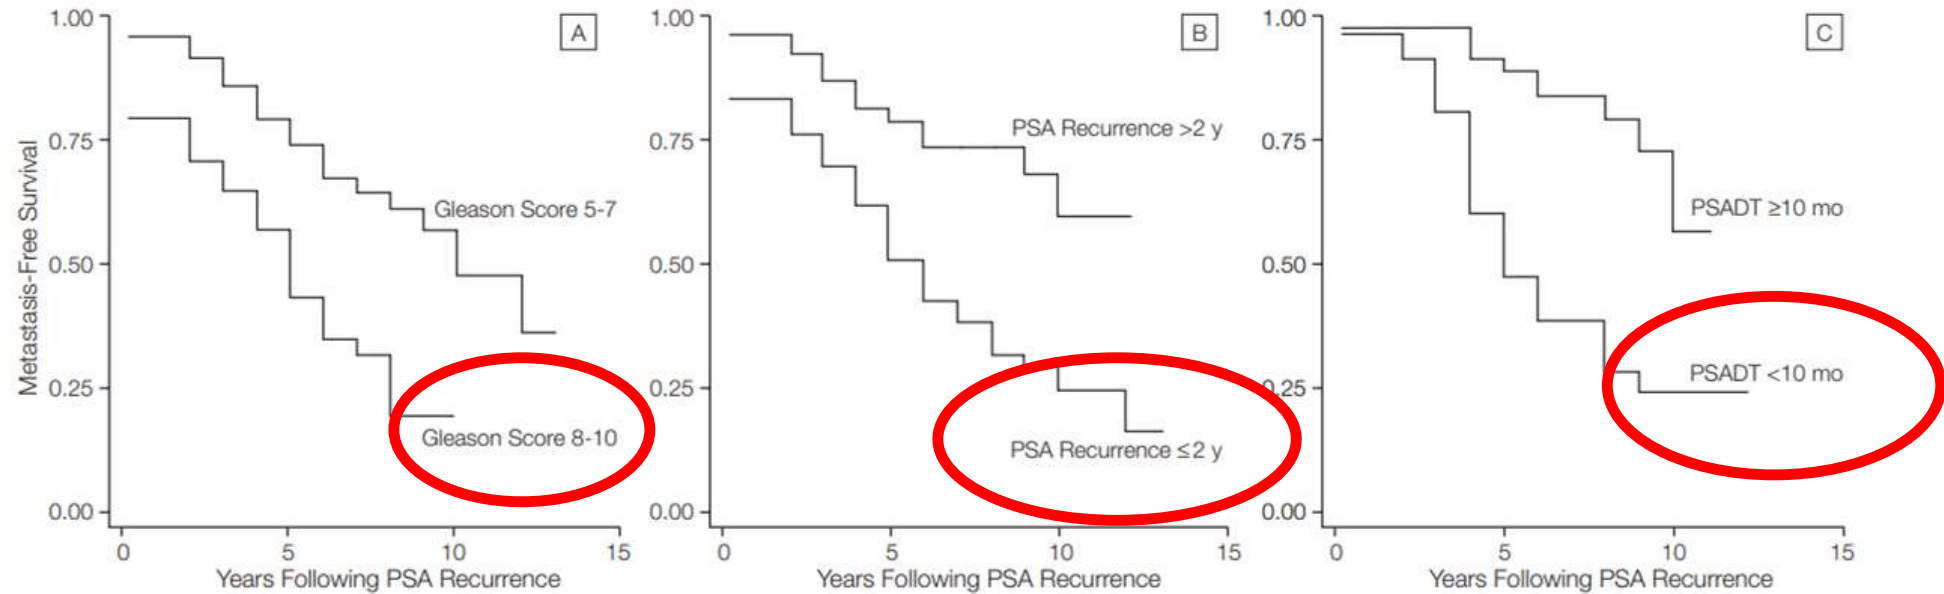 Metastasis-Free Survival
1.00
0.75
0.50
0.25
0.00
A
Gleason Score 5-7
Gleason Score 8-10
0 5 10 15
Years Following PSA Recurrence
1.00
0.75
0.50
0.25
0.00
B
PSA Recurrence >2 y
PSA Recurrence ≤2 y
0 5 10 15
Years Following PSA Recurrence
1.00
0.75
0.50
0.25
0.00
C
PSADT ≥10 mo
PSADT <10 mo
0 5 10 15
Years Following PSA Recurrence